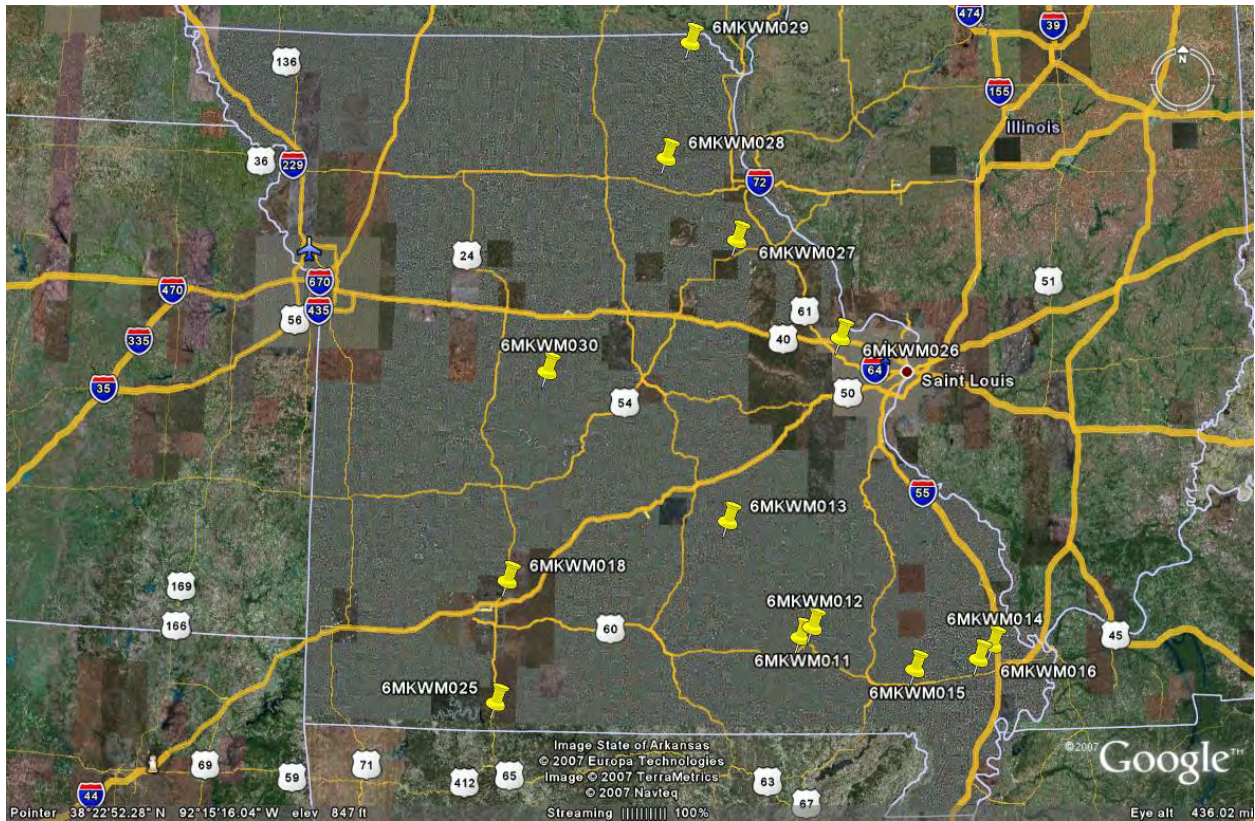 474
39
6MKWM029
136
N
155
Illinois
6MKWM028
36
229
72
24
6MKWM027
51
670
470
435
56
61
335
40
6MKWM026
6MKWM030
64
Saint Louis
35
54
50
55
6MKWM013
169
6MKWM018
6MKWM012
166
60
6MKWM014
45
6MKWM011
6MKWM015
6MKWM016
6MKWM025
Image State of Arkansas
© 2007 Europa Technologies
Image © 2007 TerraMetrics
© 2007 Navteq
©2007 Google™
69
59
71
412
65
63
67
44
Pointer 38°22'52.28" N 92°15'16.04" W elev 847 ft
Streaming 100%
Eye alt 436.02 mi